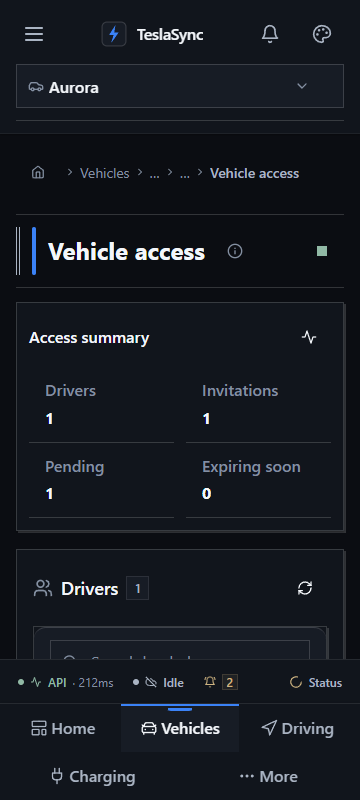 TeslaSync
Aurora
Vehicles ... ... Vehicle access
Vehicle access
Access summary
Drivers Invitations
1 1
Pending Expiring soon
1 0
Drivers 1
API · 212ms Idle 2 Status
Home Vehicles Driving
Charging More